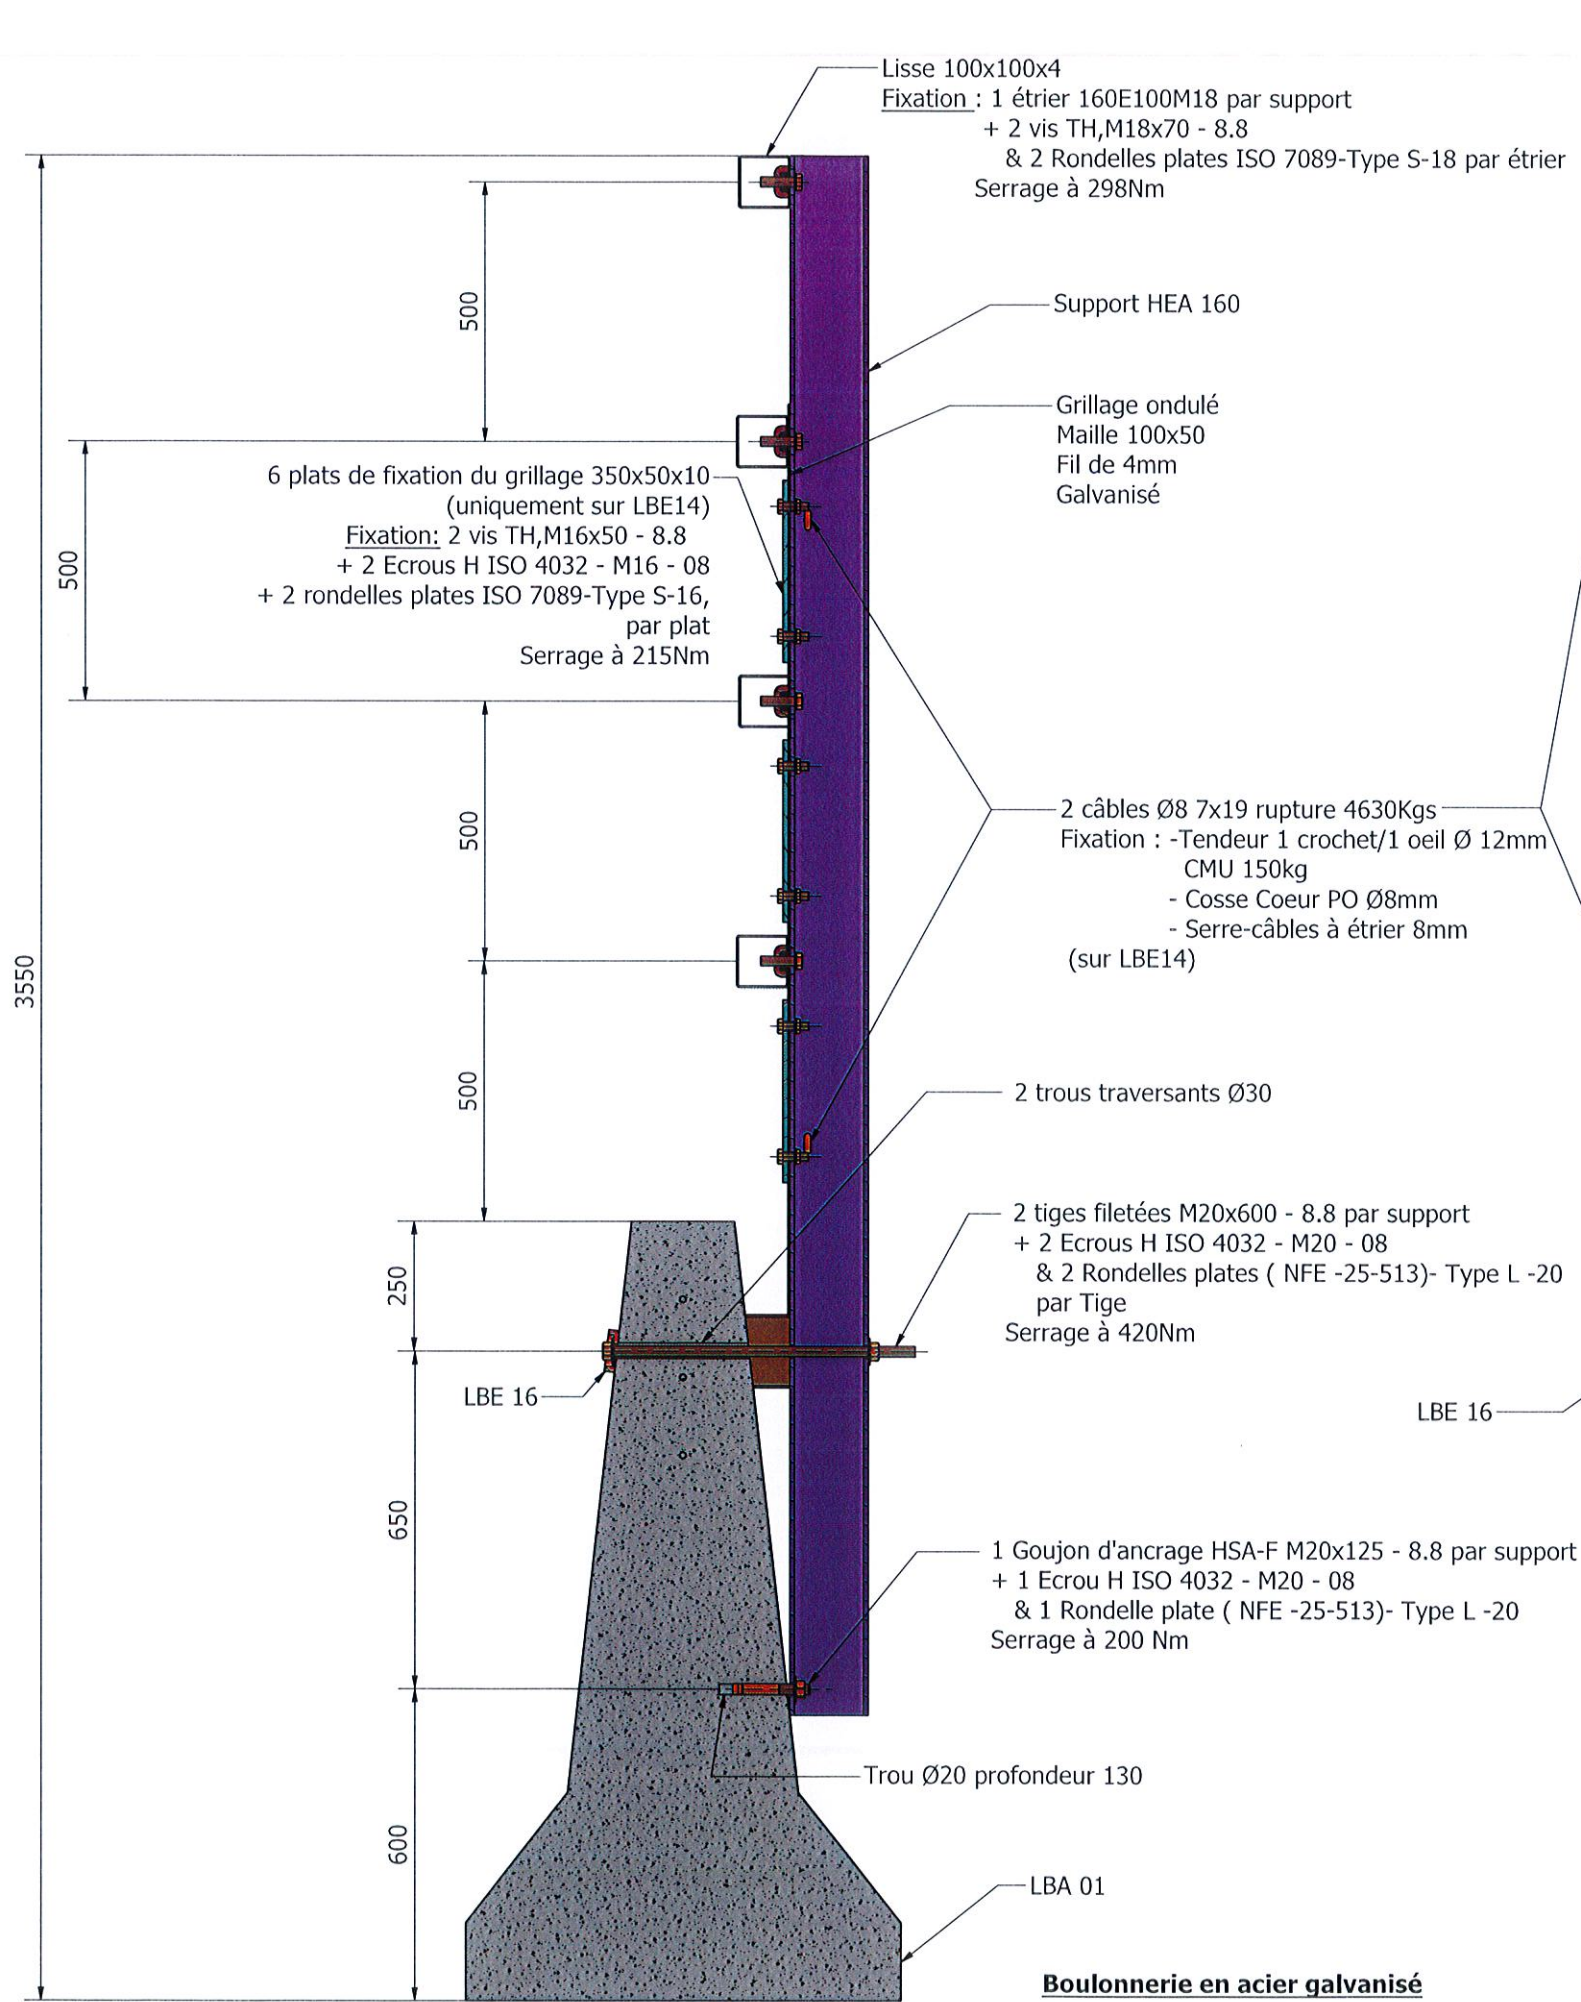 Lisse 100x100x4
Fixation : 1 étrier 160E100M18 par support
+ 2 vis TH,M18x70 - 8.8
& 2 Rondelles plates ISO 7089-Type S-18 par étrier
Serrage à 298Nm
500
Support HEA 160
Grillage ondulé
Maille 100x50
Fil de 4mm
Galvanisé
6 plats de fixation du grillage 350x50x10
(uniquement sur LBE14)
Fixation: 2 vis TH,M16x50 - 8.8
+ 2 Ecrous H ISO 4032 - M16 - 08
+ 2 rondelles plates ISO 7089-Type S-16,
par plat
Serrage à 215Nm
500
500
2 câbles Ø8 7x19 rupture 4630Kgs
Fixation : -Tendeur 1 crochet/1 oeil Ø 12mm
CMU 150kg
- Cosse Coeur PO Ø8mm
- Serre-câbles à étrier 8mm
(sur LBE14)
3550
500
2 trous traversants Ø30
2 tiges filetées M20x600 - 8.8 par support
+ 2 Ecrous H ISO 4032 - M20 - 08
& 2 Rondelles plates ( NFE -25-513)- Type L -20
par Tige
Serrage à 420Nm
250
LBE 16
LBE 16
650
1 Goujon d'ancrage HSA-F M20x125 - 8.8 par support
+ 1 Ecrou H ISO 4032 - M20 - 08
& 1 Rondelle plate ( NFE -25-513)- Type L -20
Serrage à 200 Nm
Trou Ø20 profondeur 130
600
LBA 01
Boulonnerie en acier galvanisé